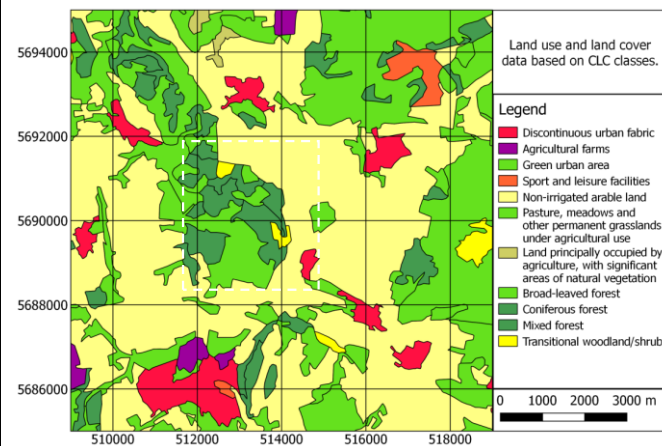 5694000
5692000
5690000
5688000
5686000
510000 512000 514000 516000 518000
Land use and land cover
data based on CLC classes.
Legend
Discontinuous urban fabric
Agricultural farms
Green urban area
Sport and leisure facilities
Non-irrigated arable land
Pasture, meadows and
other permanent grasslands
under agricultural use
Land principally occupied by
agriculture, with significant
areas of natural vegetation
Broad-leaved forest
Coniferous forest
Mixed forest
Transitional woodland/shrub
0 1000 2000 3000 m